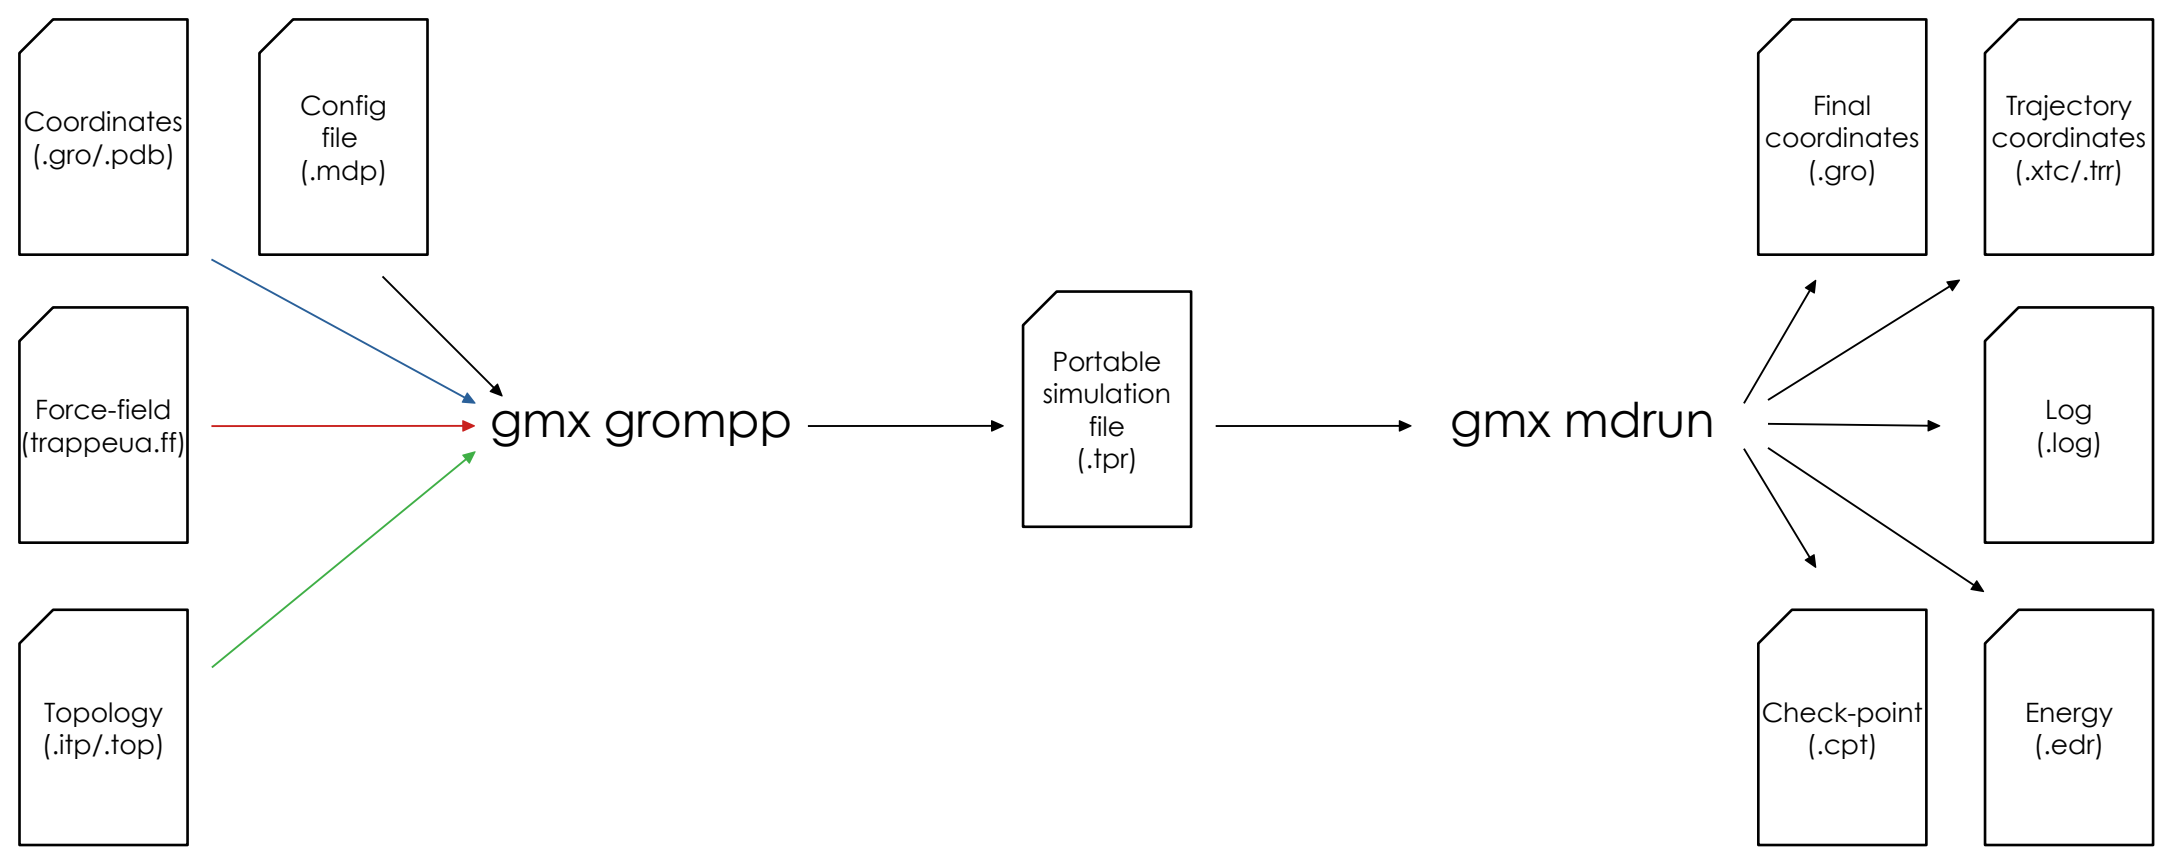 Coordinates
(.gro/.pdb)
Config
file
(.mdp)
Final
coordinates
(.gro)
Trajectory
coordinates
(.xtc/.trr)
Force-field
(trappeua.ff)
gmx grompp
Portable
simulation
file
(.tpr)
gmx mdrun
Log
(.log)
Topology
(.itp/.top)
Check-point
(.cpt)
Energy
(.edr)